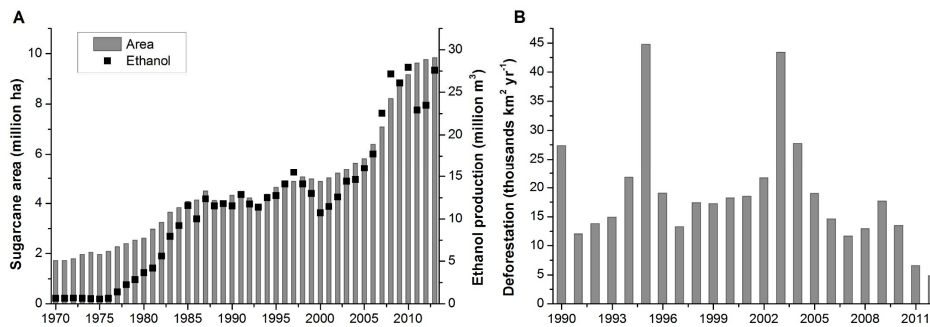 A
B
Area
Ethanol
Sugarcane area (million ha)
10
8
6
4
2
0
1970 1975 1980 1985 1990 1995 2000 2005 2010
30
25
20
15
10
5
0
Ethanol production (million m³)
Deforestation (thousands km² yr⁻¹)
45
40
35
30
25
20
15
10
5
1990 1993 1996 1999 2002 2005 2008 2011